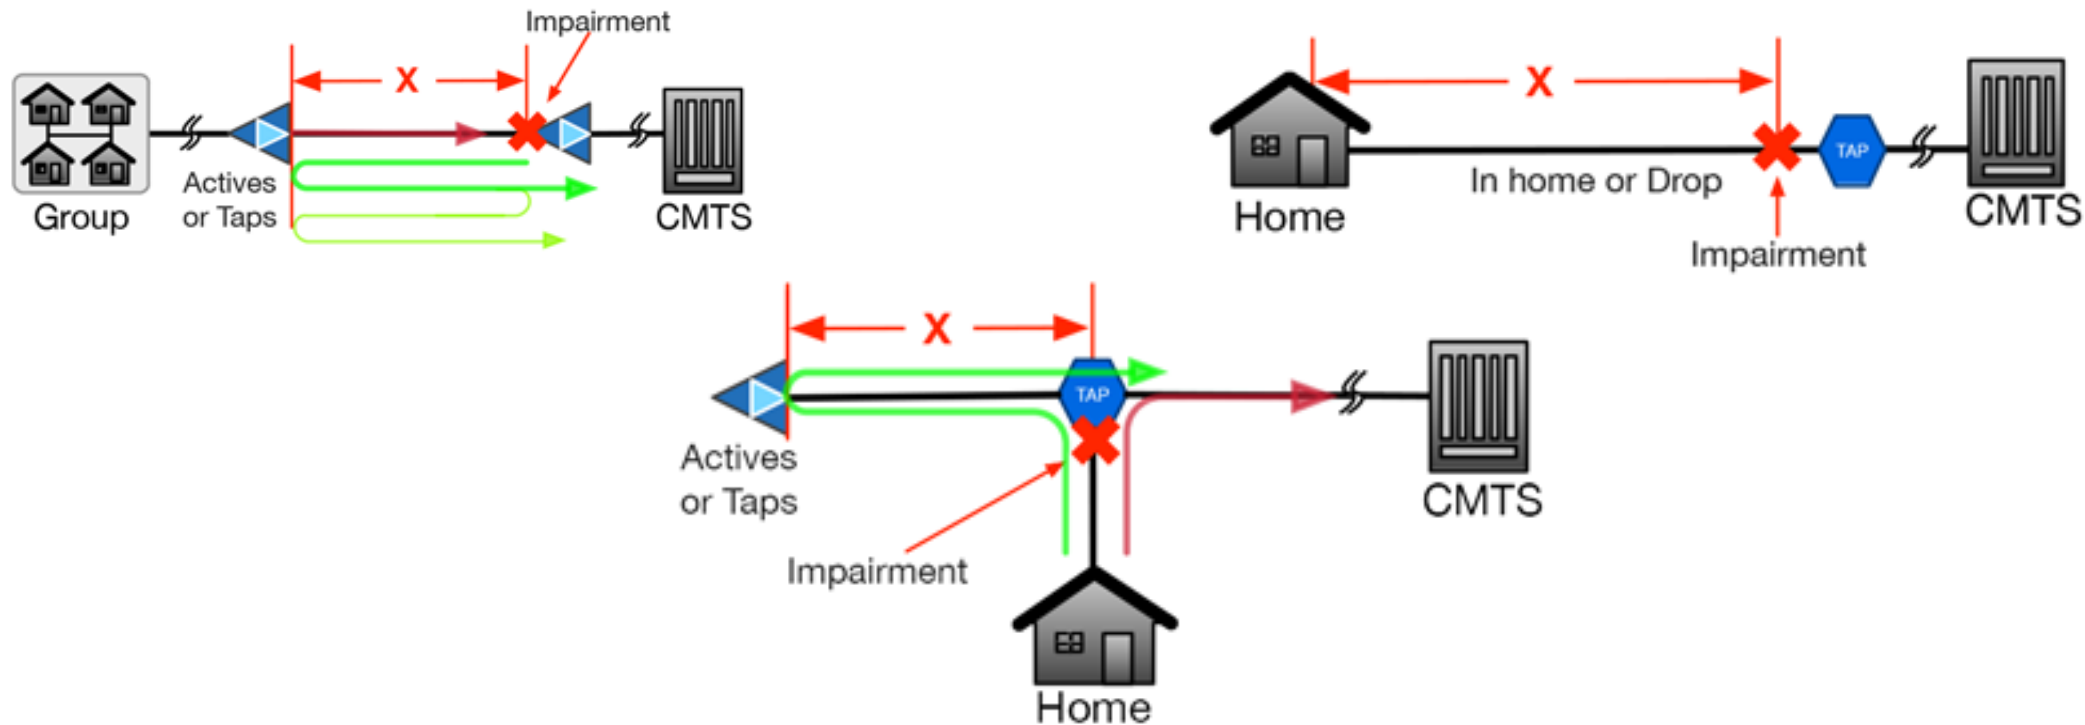 Impairment
X
Actives
or Taps
Group
CMTS
X
TAP
In home or Drop
Home
CMTS
Impairment
X
TAP
Actives
or Taps
CMTS
Impairment
Home